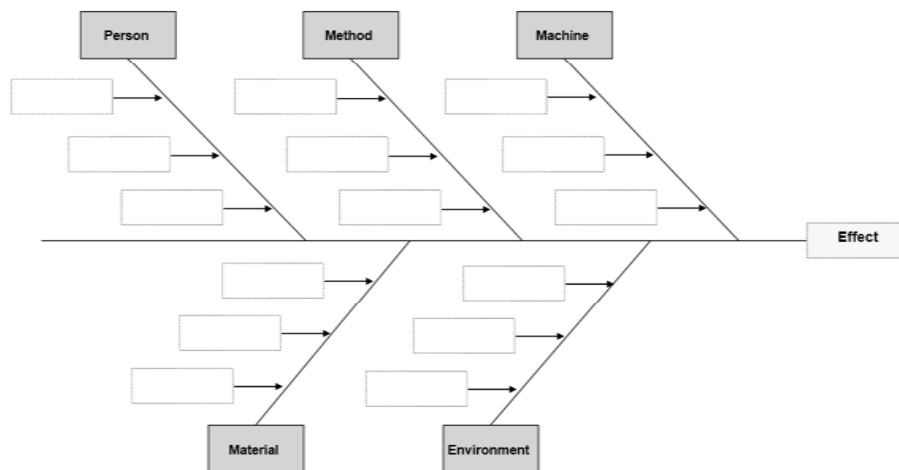 Person
Method
Machine
Effect
Material
Environment